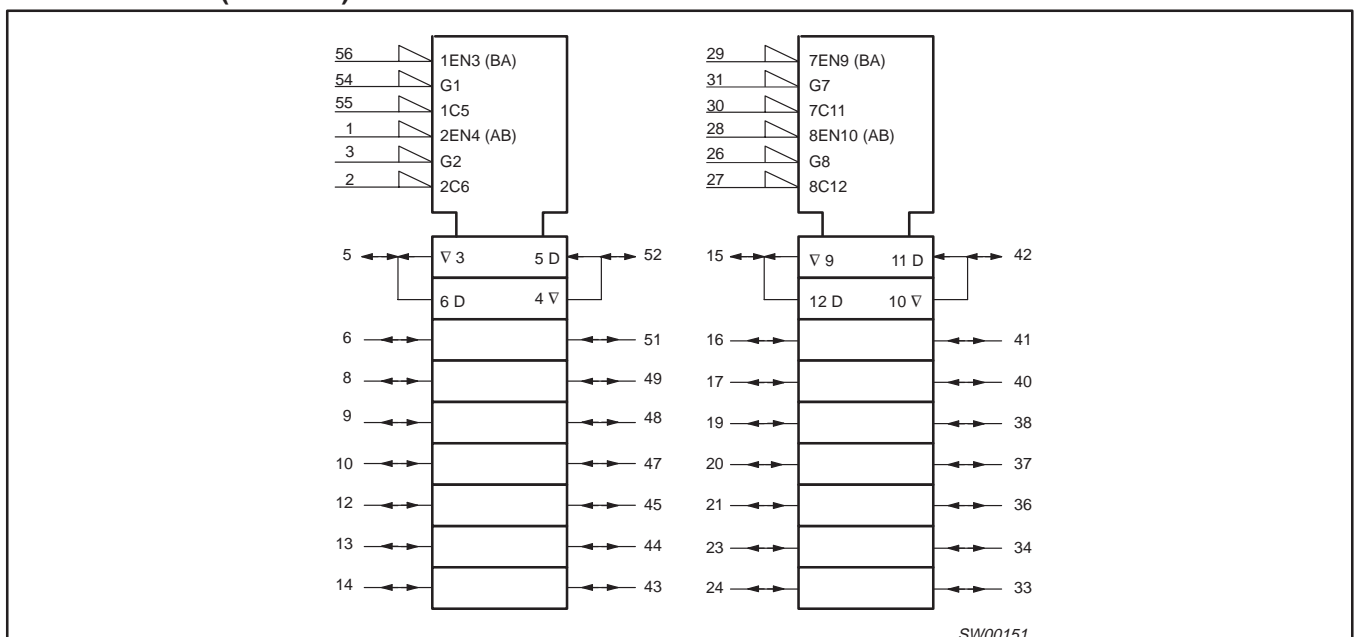 56 1EN3 (BA)
54 G1
55 1C5
1 2EN4 (AB)
3 G2
2 2C6
5 ∇ 3 5 D 52
6 D 4 ∇
6 51
8 49
9 48
10 47
12 45
13 44
14 43
29 7EN9 (BA)
31 G7
30 7C11
28 8EN10 (AB)
26 G8
27 8C12
15 ∇ 9 11 D 42
12 D 10 ∇
16 41
17 40
19 38
20 37
21 36
23 34
24 33
SW00151